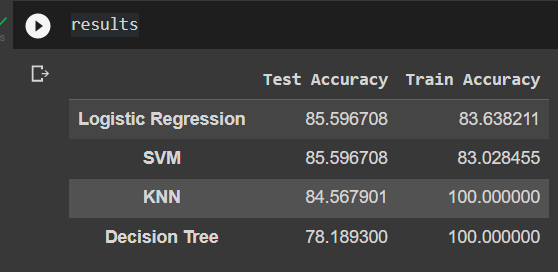 results
Test Accuracy Train Accuracy
Logistic Regression 85.596708 83.638211
SVM 85.596708 83.028455
KNN 84.567901 100.000000
Decision Tree 78.189300 100.000000